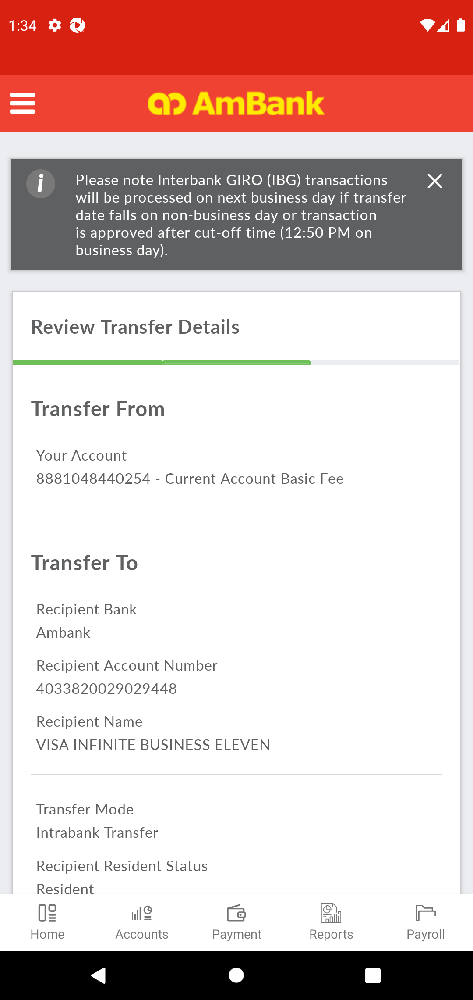 1:34
AmBank
Please note Interbank GIRO (IBG) transactions
will be processed on next business day if transfer
date falls on non-business day or transaction
is approved after cut-off time (12:50 PM on
business day).
Review Transfer Details
Transfer From
Your Account
8881048440254 - Current Account Basic Fee
Transfer To
Recipient Bank
Ambank
Recipient Account Number
4033820029029448
Recipient Name
VISA INFINITE BUSINESS ELEVEN
Transfer Mode
Intrabank Transfer
Recipient Resident Status
Resident
Home Accounts Payment Reports Payroll